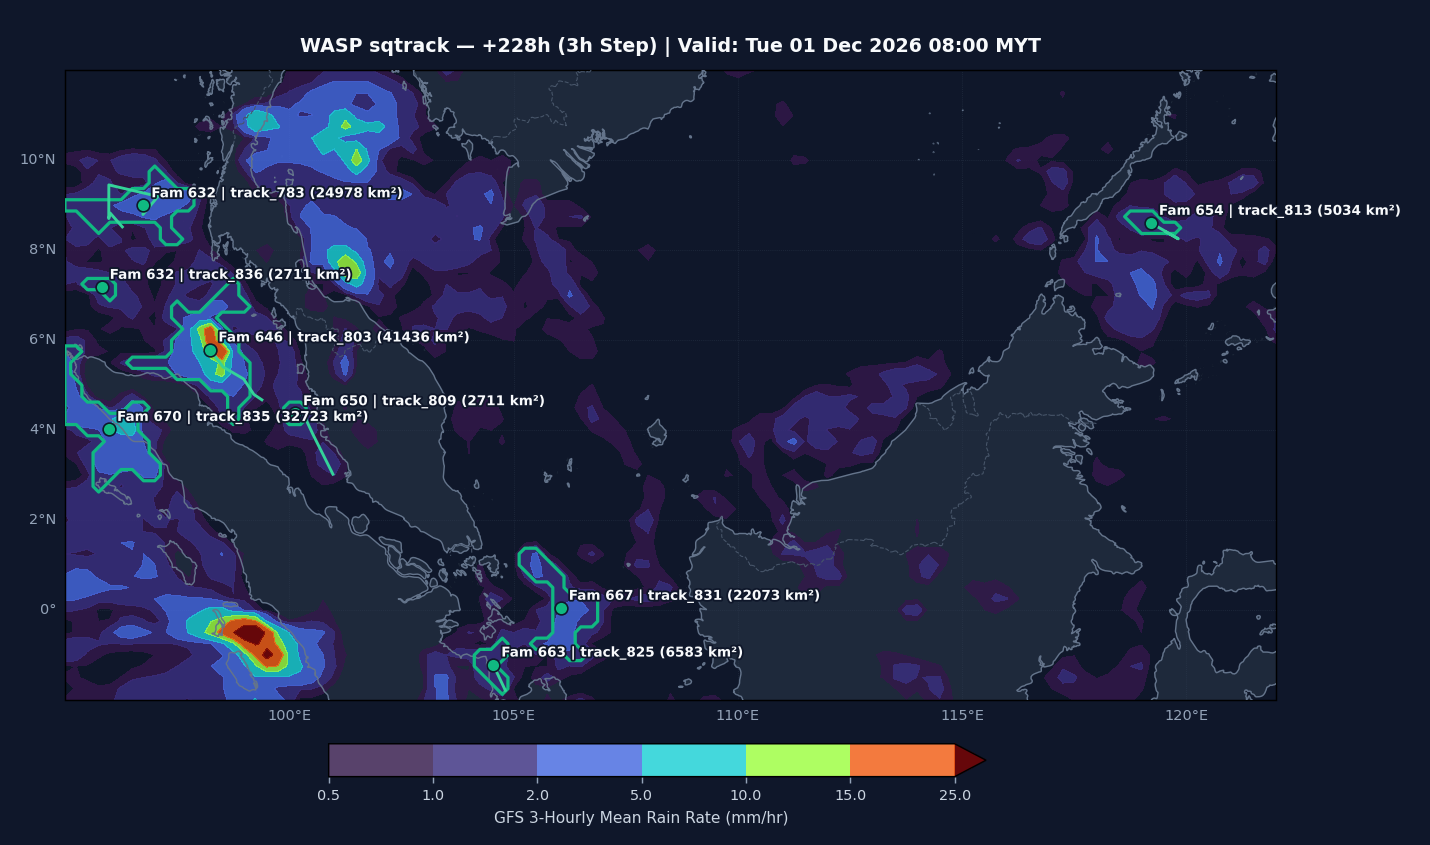 WASP sqtrack — +228h (3h Step) | Valid: Tue 01 Dec 2026 08:00 MYT
10°N
8°N
6°N
4°N
2°N
0°
Fam 632 | track_783 (24978 km²)
Fam 654 | track_813 (5034 km²)
Fam 632 | track_836 (2711 km²)
Fam 646 | track_803 (41436 km²)
Fam 650 | track_809 (2711 km²)
Fam 670 | track_835 (32723 km²)
Fam 667 | track_831 (22073 km²)
Fam 663 | track_825 (6583 km²)
100°E 105°E 110°E 115°E 120°E
0.5 1.0 2.0 5.0 10.0 15.0 25.0
GFS 3-Hourly Mean Rain Rate (mm/hr)